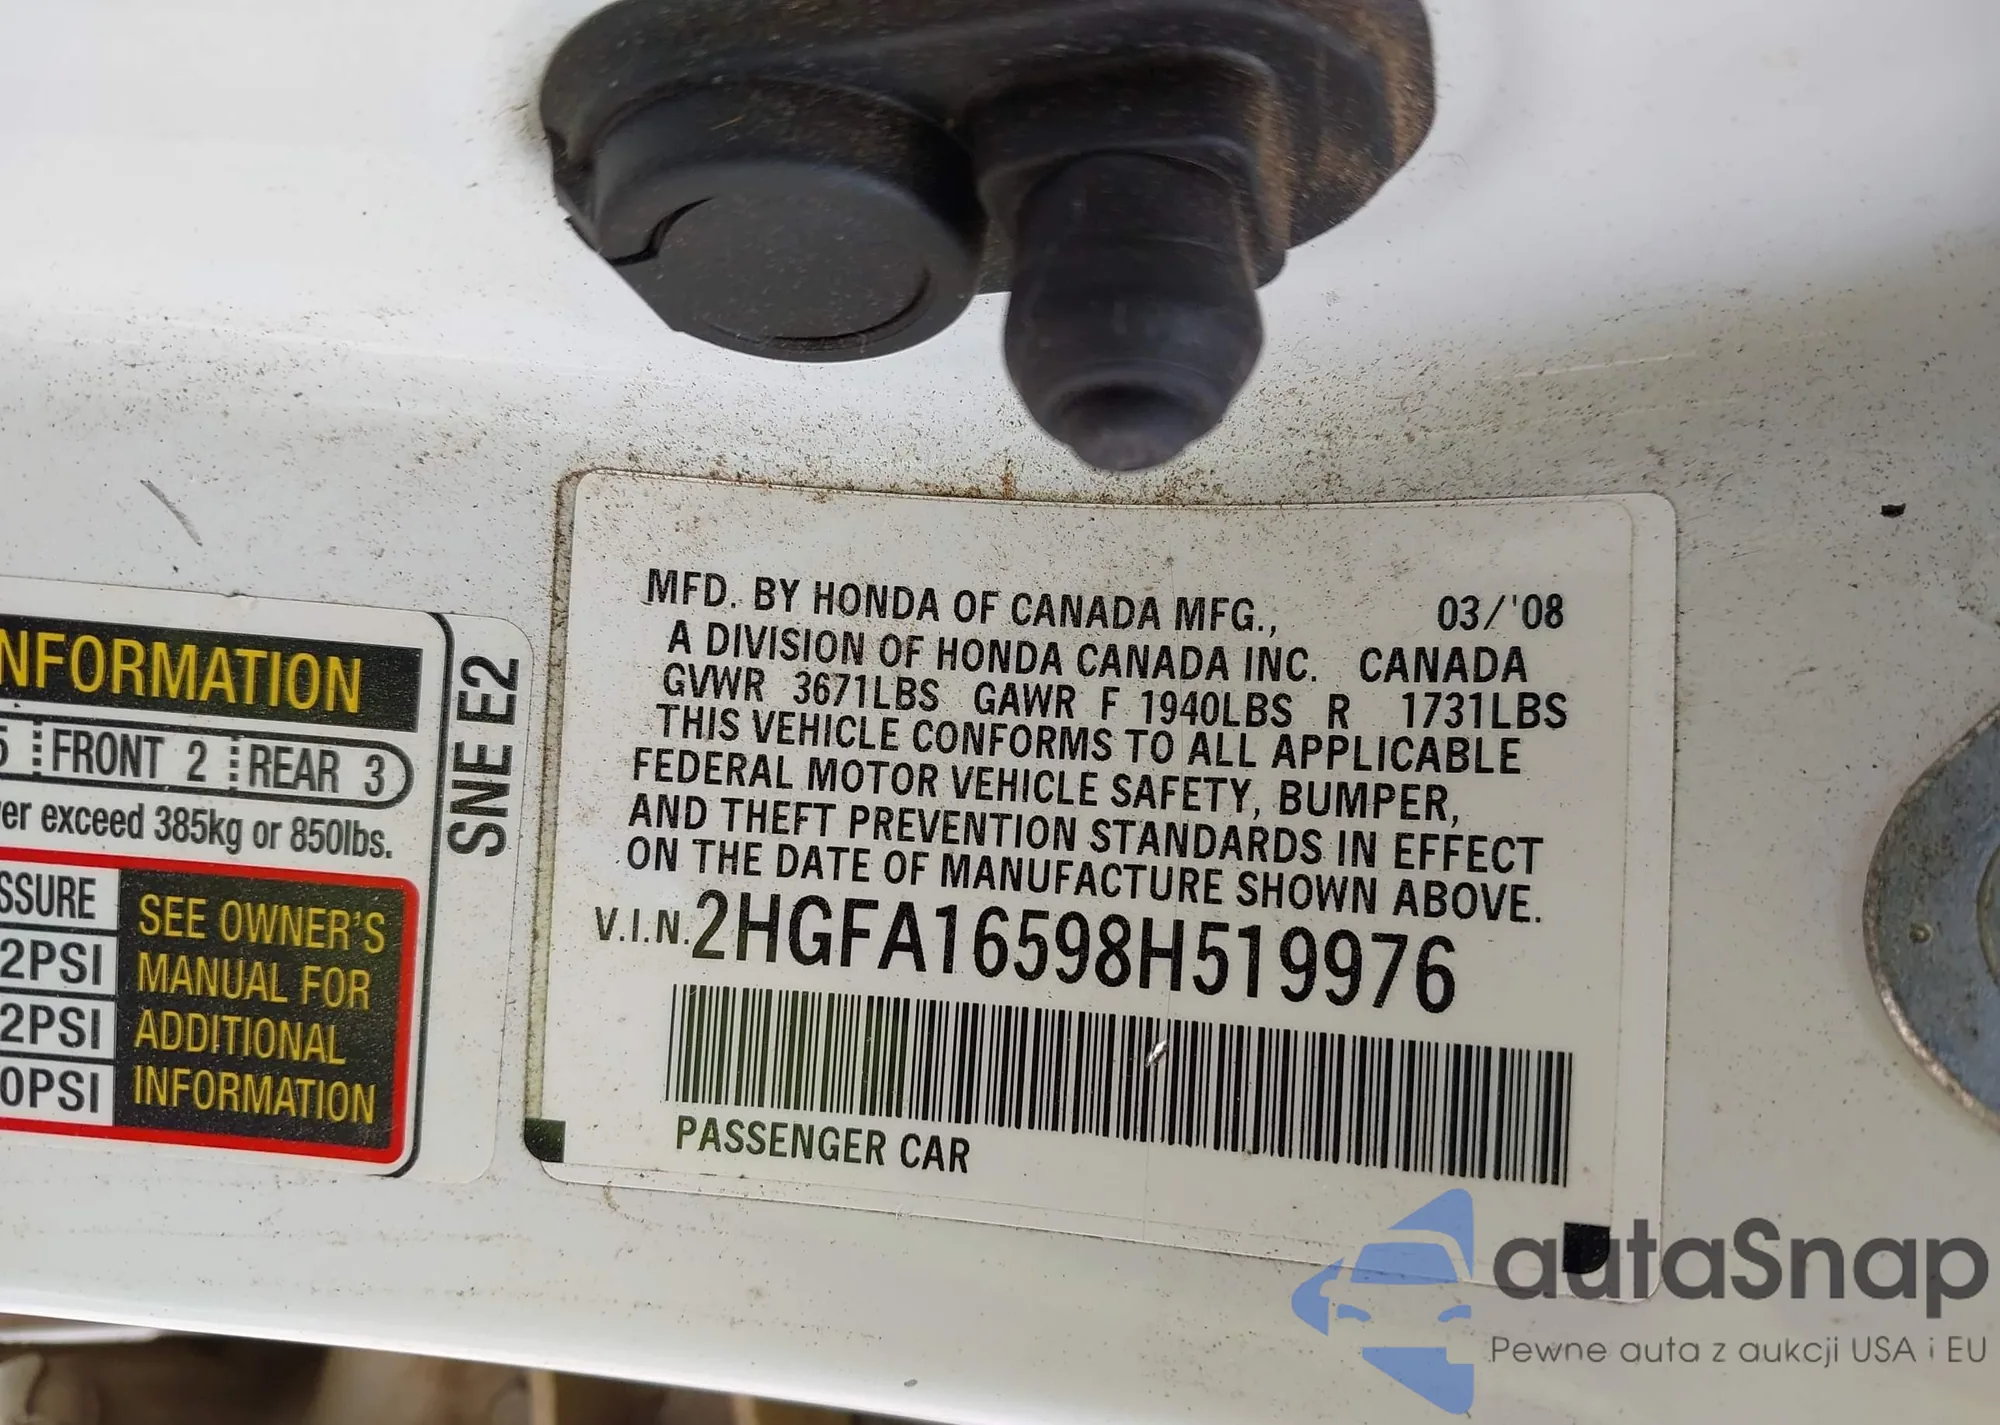 MFD. BY HONDA OF CANADA MFG., 03/'08
A DIVISION OF HONDA CANADA INC. CANADA
GVWR 3671LBS GAWR F 1940LBS R 1731LBS
THIS VEHICLE CONFORMS TO ALL APPLICABLE
FEDERAL MOTOR VEHICLE SAFETY, BUMPER,
AND THEFT PREVENTION STANDARDS IN EFFECT
ON THE DATE OF MANUFACTURE SHOWN ABOVE.
V.I.N. 2HGFA16598H519976
PASSENGER CAR
NFORMATION
5 FRONT 2 REAR 3
er exceed 385kg or 850lbs.
SSURE
2PSI
2PSI
0PSI
SEE OWNER'S
MANUAL FOR
ADDITIONAL
INFORMATION
SNE E2
autaSnap
Pewne auta z aukcji USA i EU